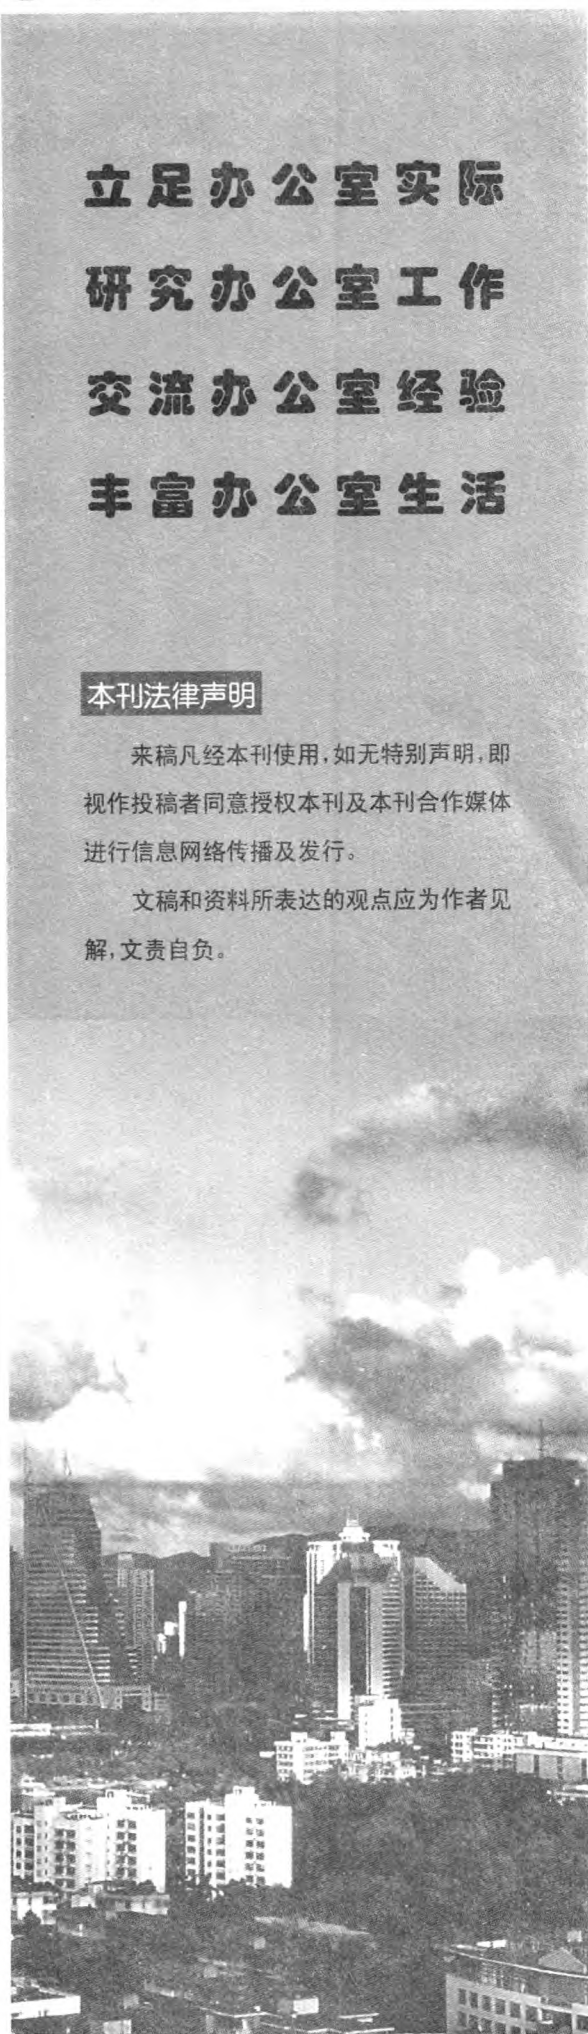 立足办公室实际
研究办公室工作
交流办公室经验
丰富办公室生活
本刊法律声明
来稿凡经本刊使用,如无特别声明,即
视作投稿者同意授权本刊及本刊合作媒体
进行信息网络传播及发行。
文稿和资料所表达的观点应为作者见
解,文责自负。